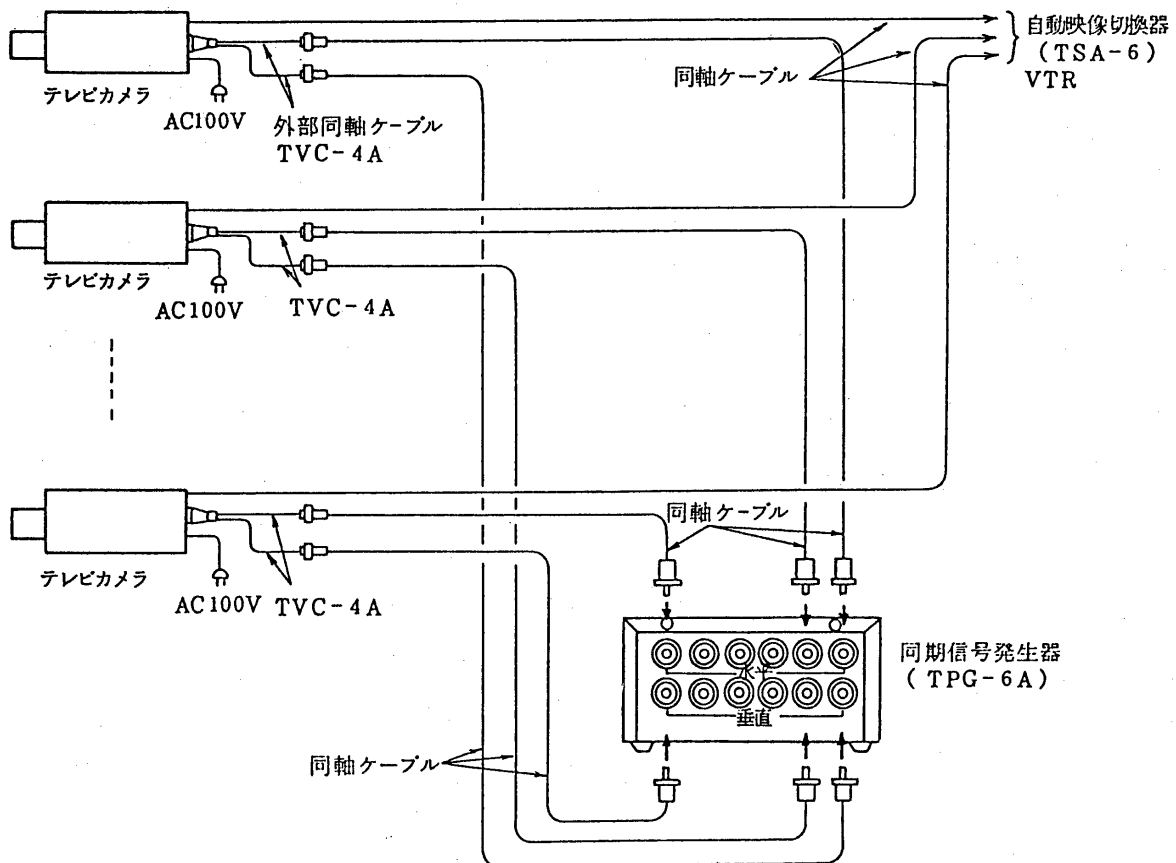 自動映像切換器
(TSA-6)
VTR
同軸ケーブル
テレビカメラ
AC100V
外部同軸ケーブル
TVC-4A
テレビカメラ
AC100V
TVC-4A
同軸ケーブル
テレビカメラ
AC100V
TVC-4A
同期信号発生器
(TPG-6A)
水平
垂直
同軸ケーブル